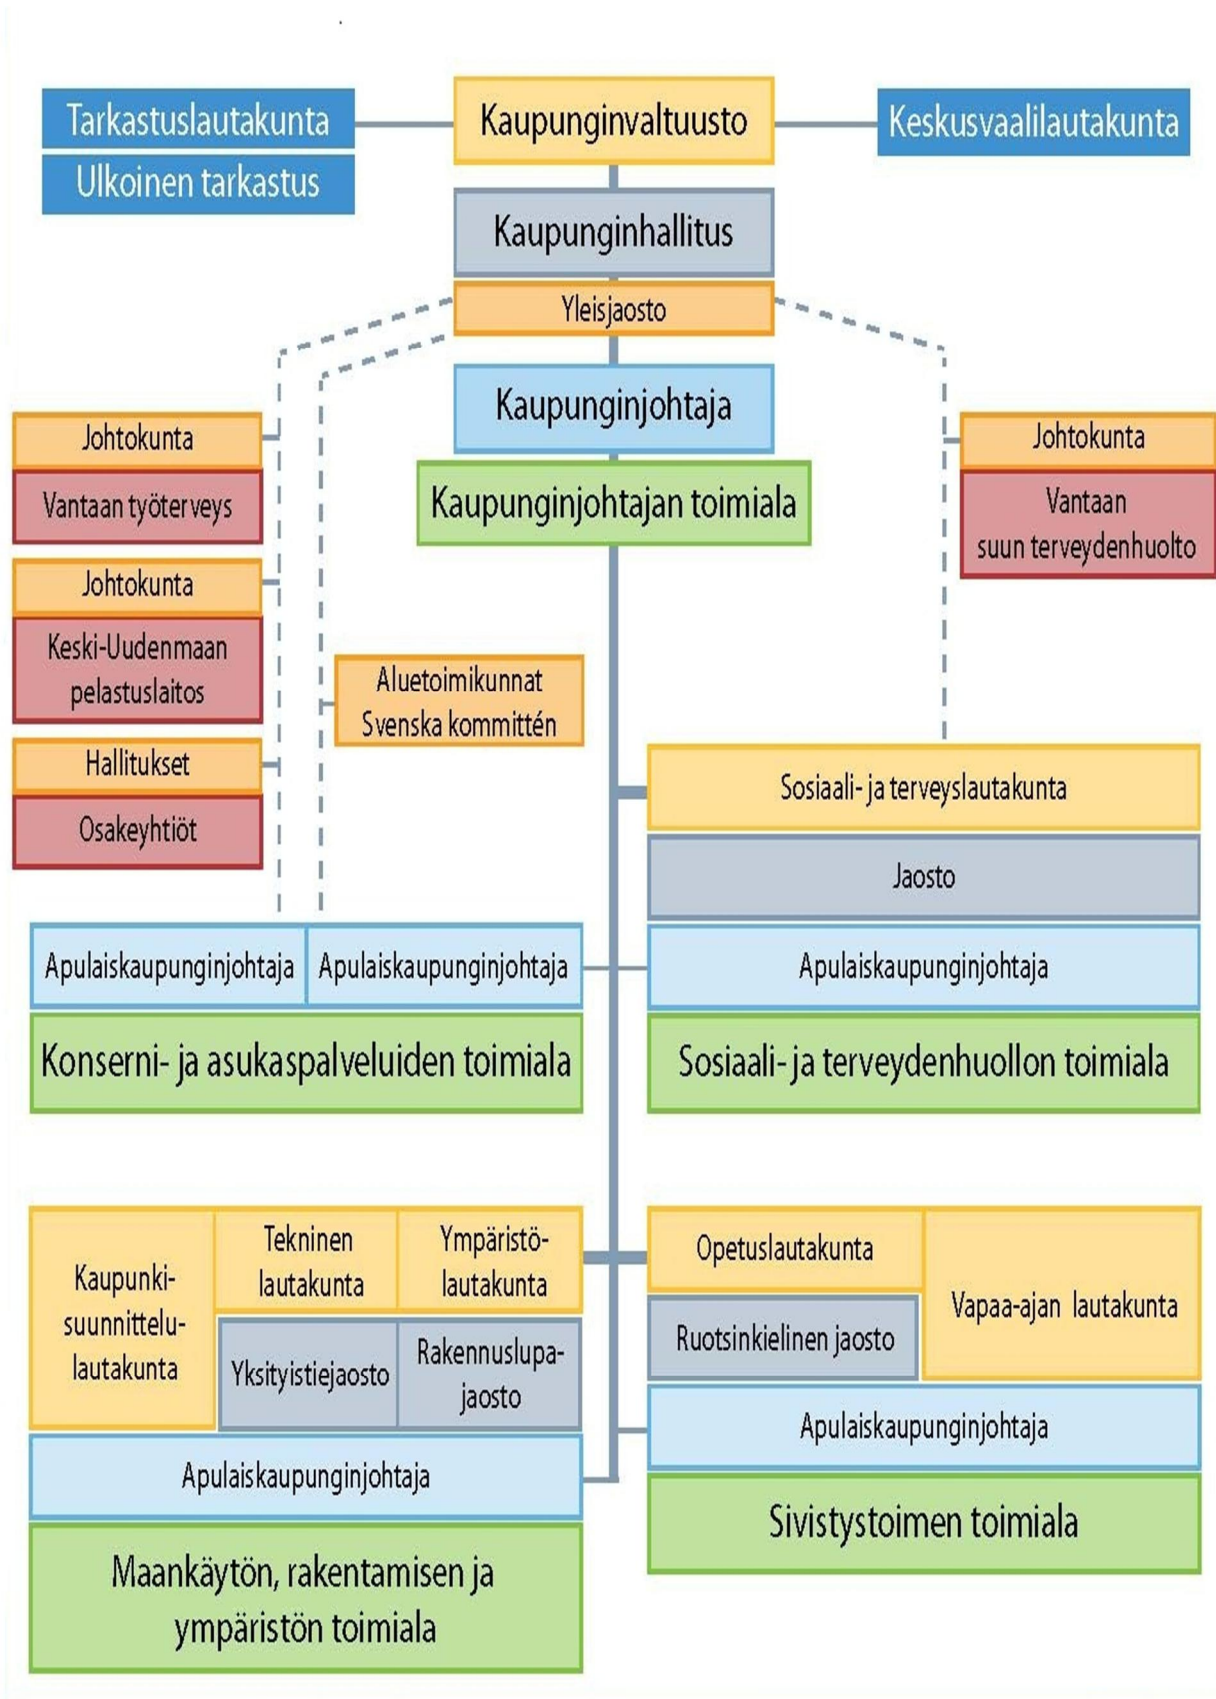 Tarkastuslautakunta
Ulkoinen tarkastus
Kaupunginvaltuusto
Keskusvaalilautakunta
Kaupunginhallitus
Yleisjaosto
Kaupunginjohtaja
Kaupunginjohtajan toimiala
Johtokunta
Vantaan työterveys
Johtokunta
Keski-Uudenmaan
pelastuslaitos
Hallitukset
Osakeyhtiöt
Aluetoimikunnat
Svenska kommittén
Johtokunta
Vantaan
suun terveydenhuolto
Sosiaali- ja terveyslautakunta
Jaosto
Apulaiskaupunginjohtaja
Apulaiskaupunginjohtaja
Konserni- ja asukaspalveluiden toimiala
Apulaiskaupunginjohtaja
Sosiaali- ja terveydenhuollon toimiala
Kaupunki-
suunnittelu-
lautakunta
Tekninen
lautakunta
Ympäristö-
lautakunta
Yksityistiejaosto
Rakennuslupa-
jaosto
Apulaiskaupunginjohtaja
Maankäytön, rakentamisen ja
ympäristön toimiala
Opetuslautakunta
Ruotsinkielinen jaosto
Vapaa-ajan lautakunta
Apulaiskaupunginjohtaja
Sivistystoimen toimiala